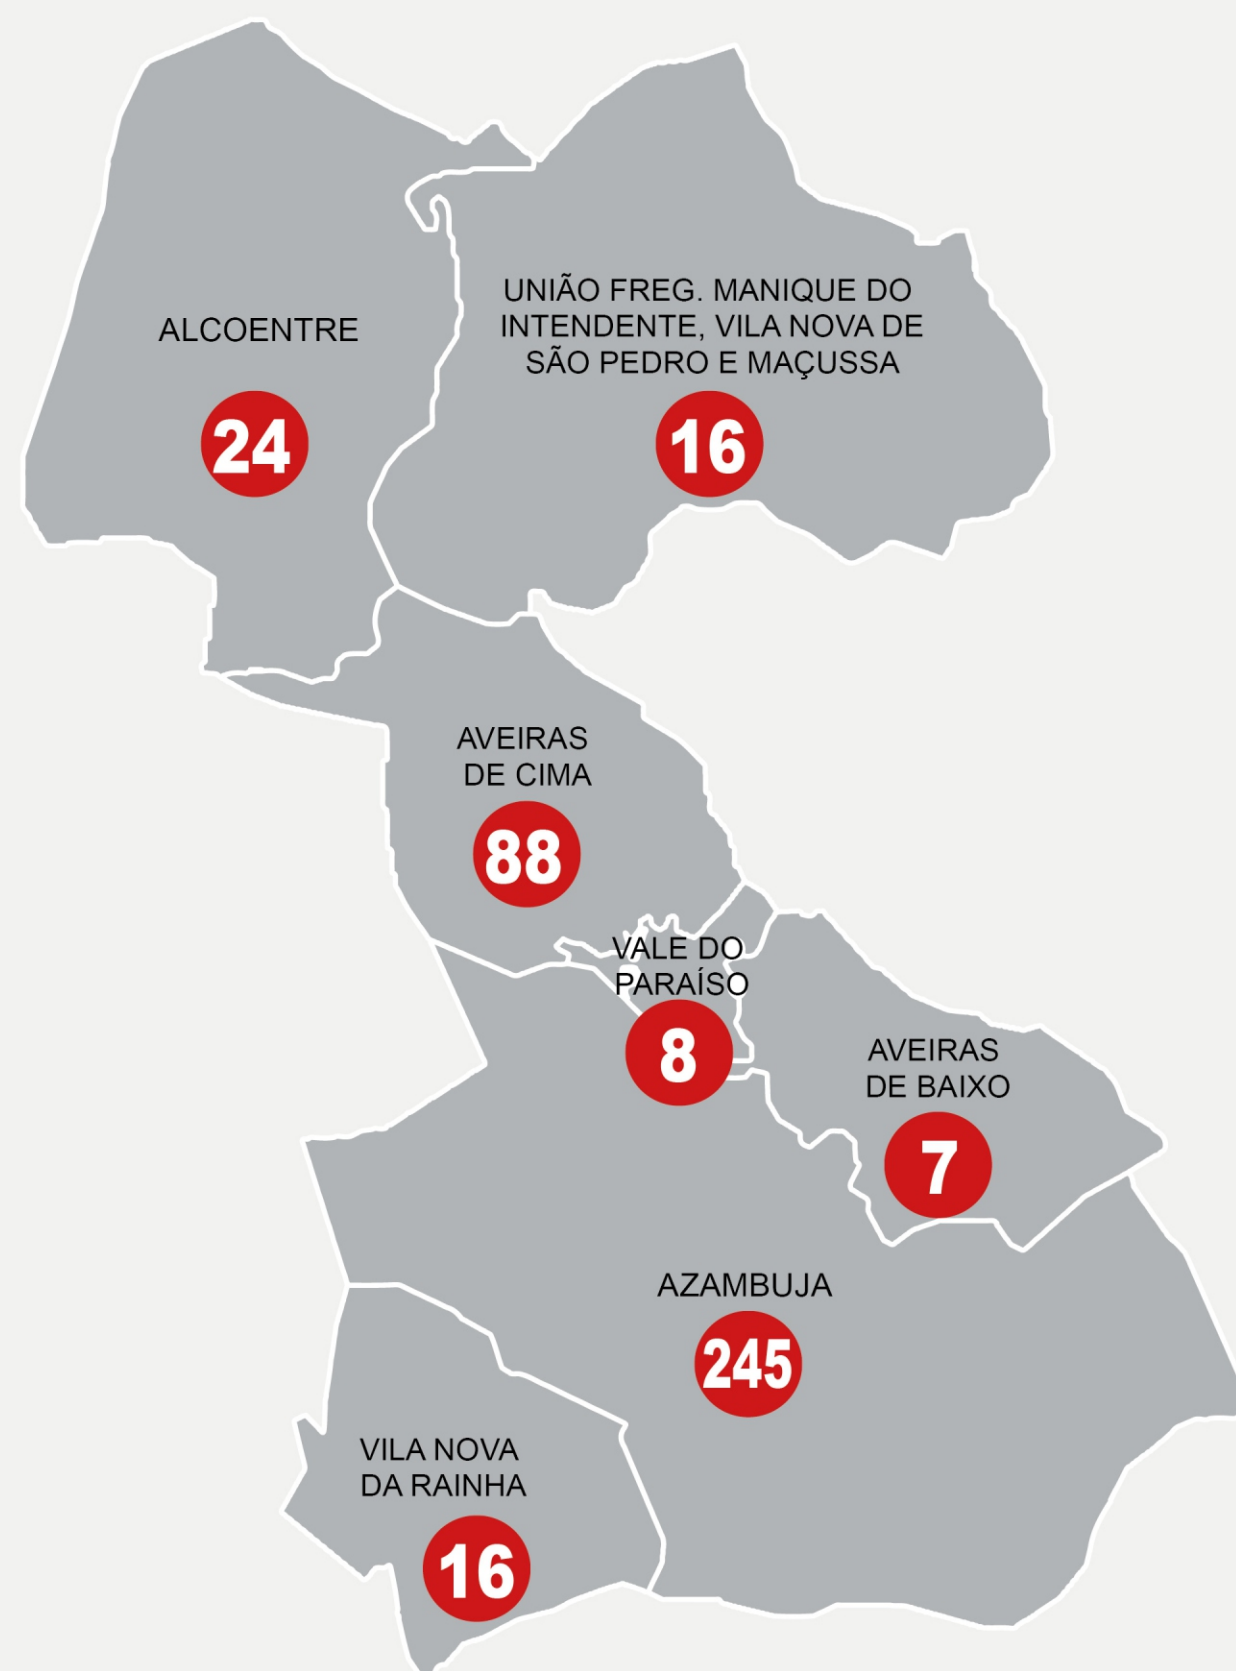 ALCOENTRE
24
UNIÃO FREG. MANIQUE DO
INTENDENTE, VILA NOVA DE
SÃO PEDRO E MAÇUSSA
16
AVEIRAS
DE CIMA
88
VALE DO
PARAÍSO
8
AVEIRAS
DE BAIXO
7
AZAMBUJA
245
VILA NOVA
DA RAINHA
16